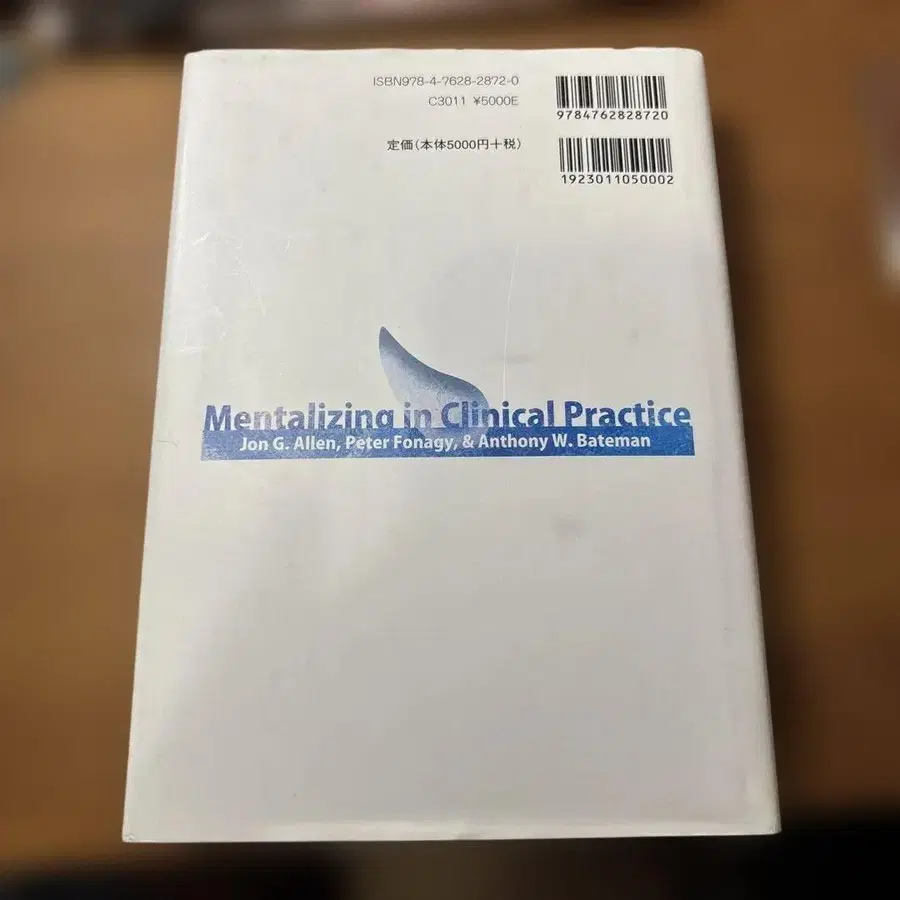 ISBN978-4-7628-2872-0
C3011 ¥5000E
定価(本体5000円+税)
9784762828720
1923011050002
Mentalizing in Clinical Practice
Jon G. Allen, Peter Fonagy, & Anthony W. Bateman